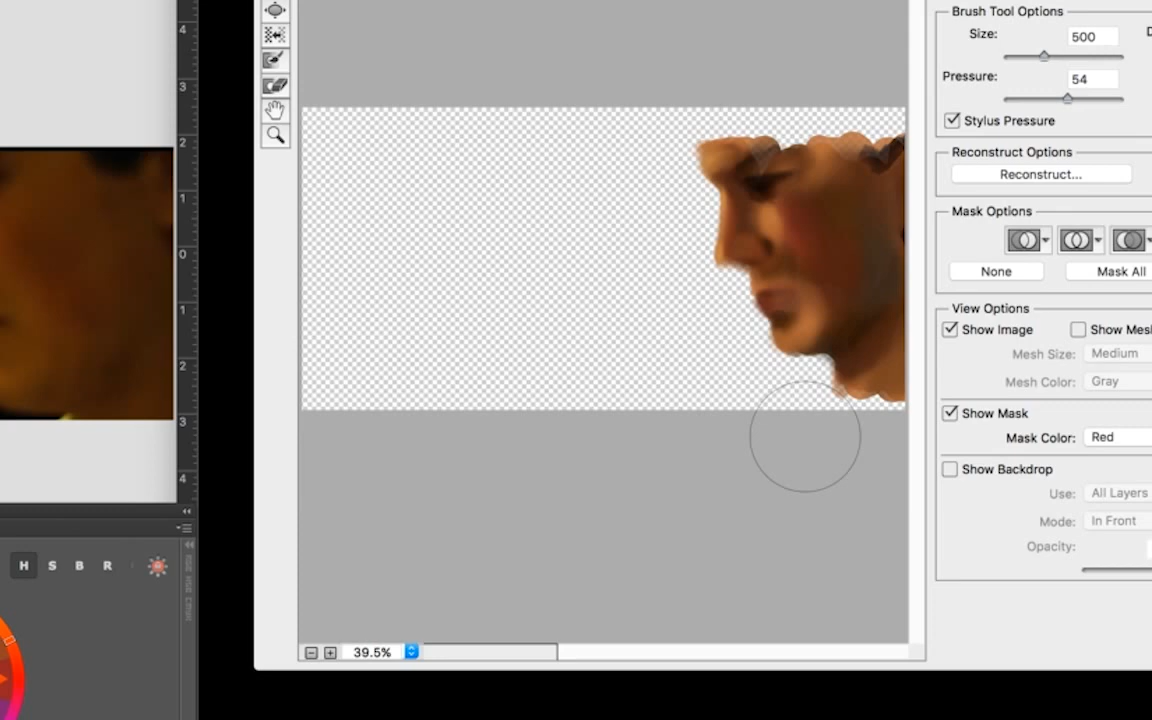 4
3
2
1
0
1
2
3
4
H S B R
39.5%
Brush Tool Options
Size: 500
Pressure: 54
Stylus Pressure
Reconstruct Options
Reconstruct...
Mask Options
None Mask All
View Options
Show Image Show Mesh
Mesh Size: Medium
Mesh Color: Gray
Show Mask
Mask Color: Red
Show Backdrop
Use: All Layers
Mode: In Front
Opacity: